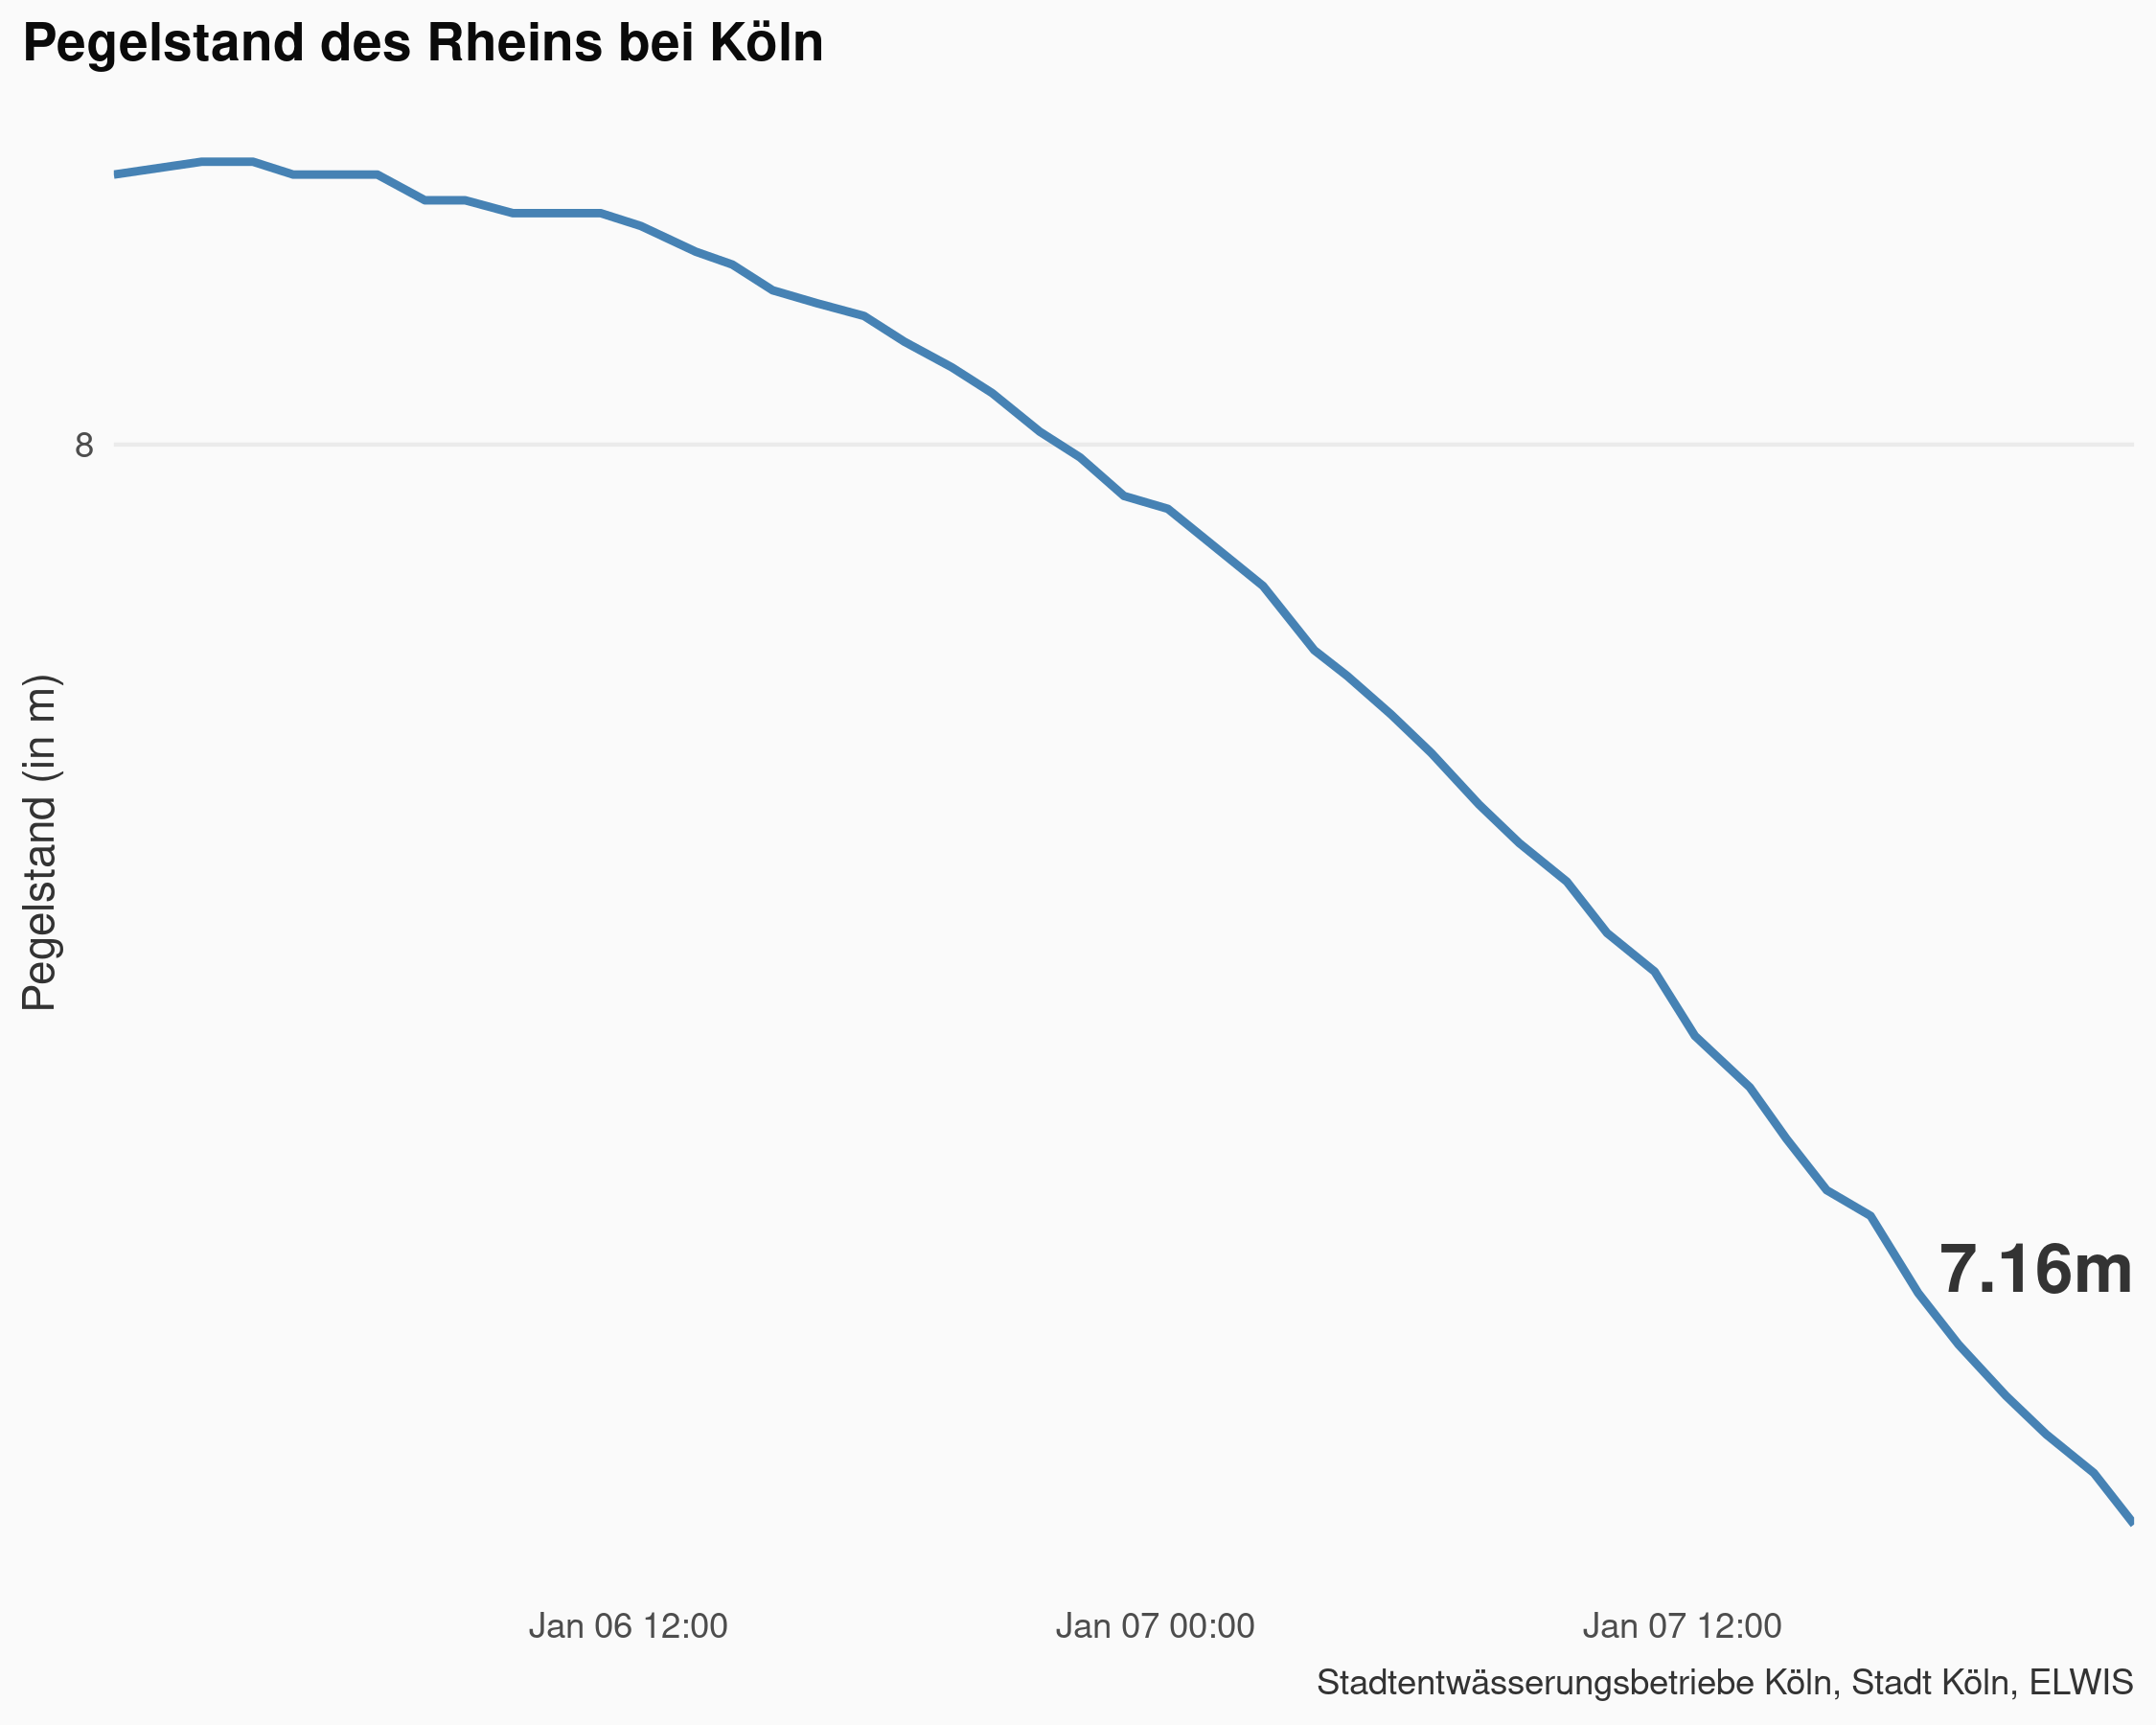 Pegelstand des Rheins bei Köln
8
Pegelstand (in m)
7.16m
Jan 06 12:00
Jan 07 00:00
Jan 07 12:00
Stadtentwässerungsbetriebe Köln, Stadt Köln, ELWIS